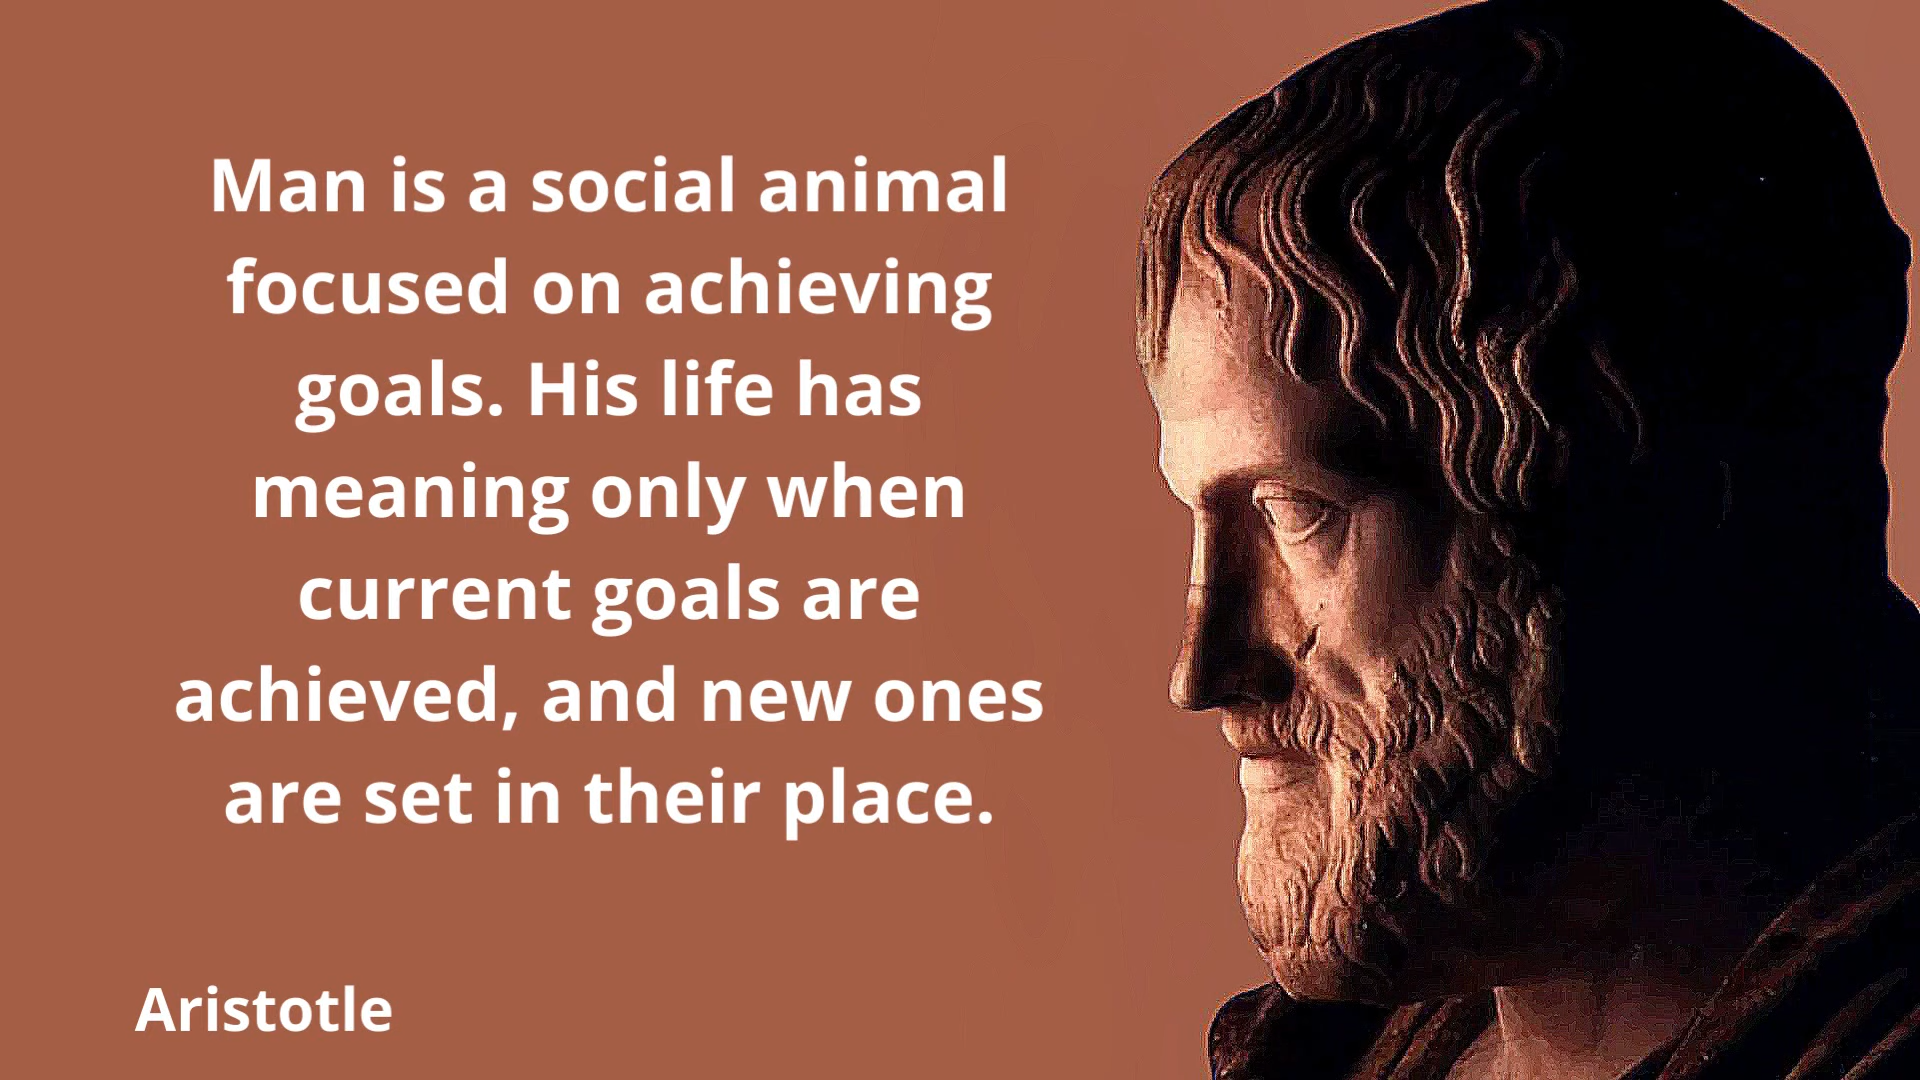 Man is a social animal
focused on achieving
goals. His life has
meaning only when
current goals are
achieved, and new ones
are set in their place.
Aristotle